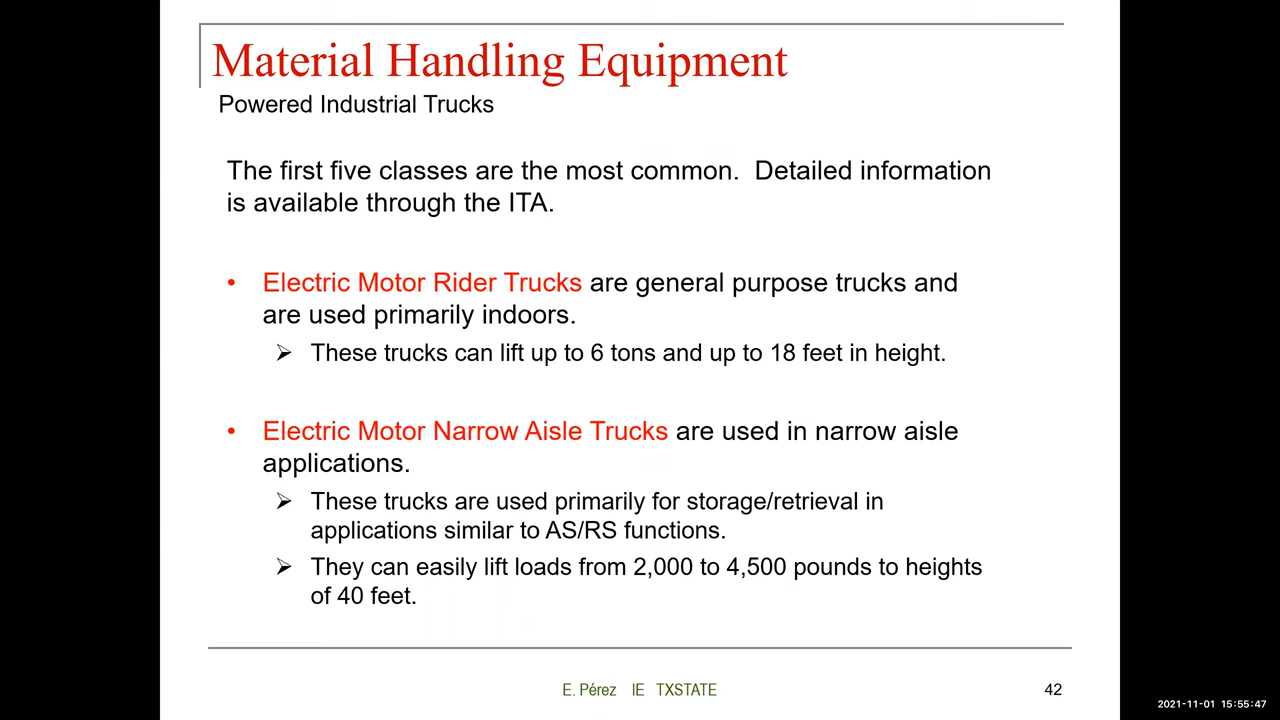 Material Handling Equipment
Powered Industrial Trucks
The first five classes are the most common.  Detailed information
is available through the ITA.
• Electric Motor Rider Trucks are general purpose trucks and
are used primarily indoors.
➢ These trucks can lift up to 6 tons and up to 18 feet in height.
• Electric Motor Narrow Aisle Trucks are used in narrow aisle
applications.
➢ These trucks are used primarily for storage/retrieval in
applications similar to AS/RS functions.
➢ They can easily lift loads from 2,000 to 4,500 pounds to heights
of 40 feet.
E. Pérez IE TXSTATE
42
2021-11-01 15:55:47